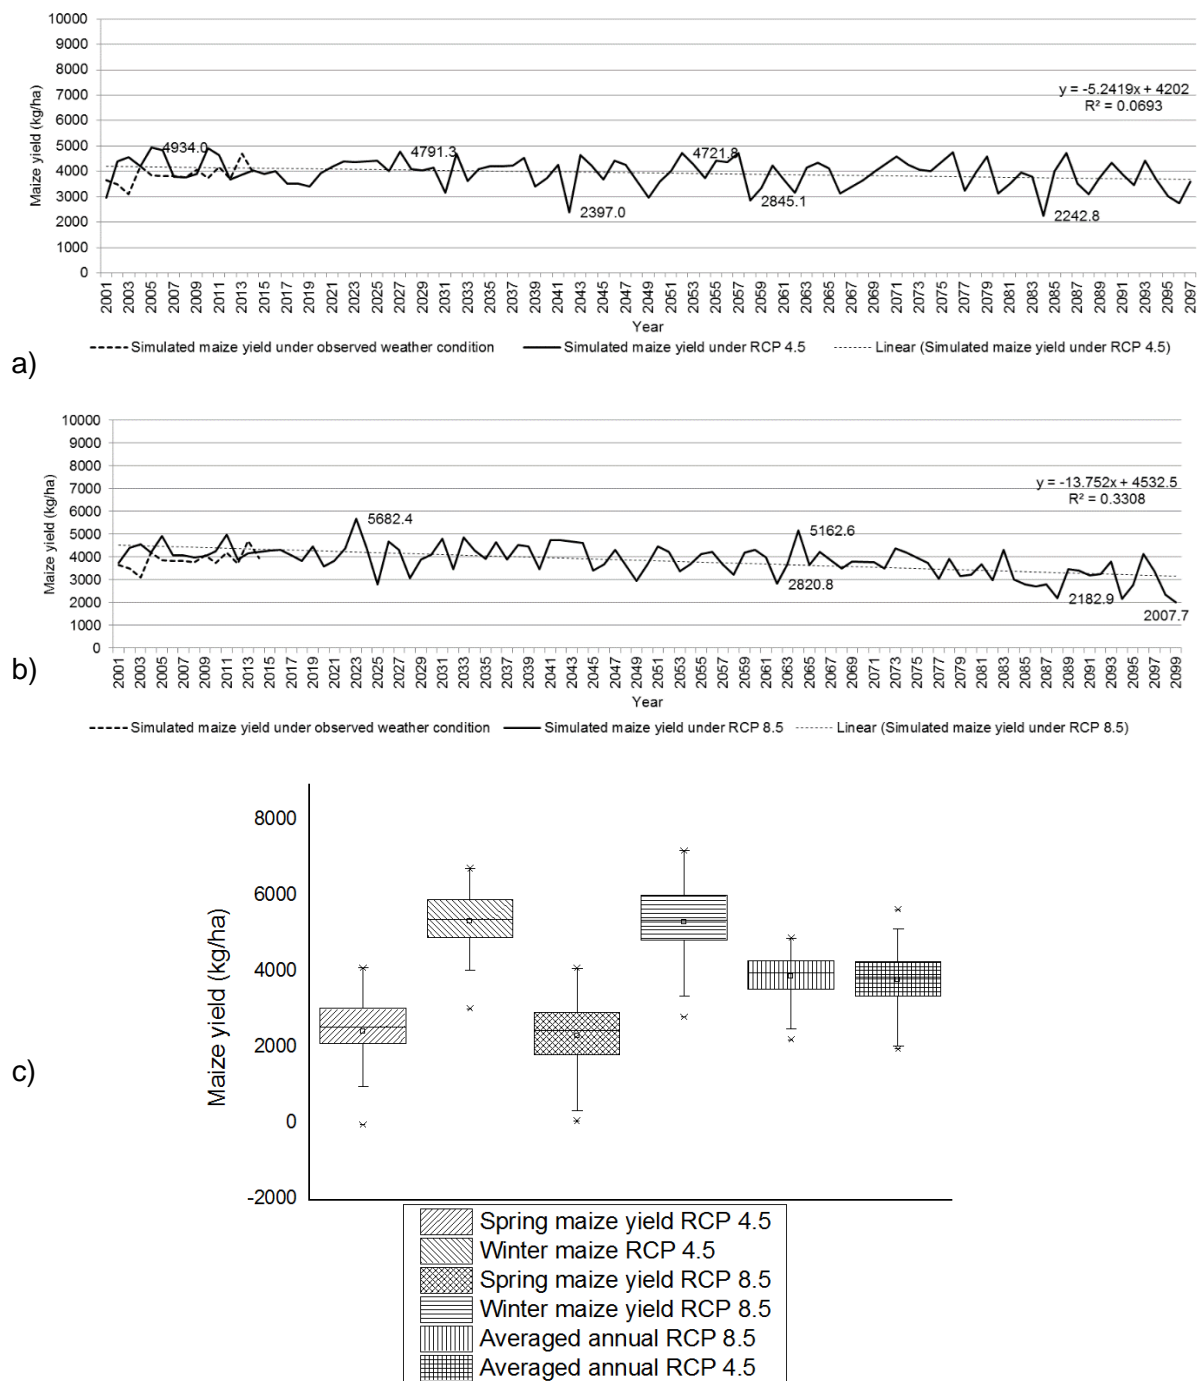 10000
9000
8000
7000
6000
5000
4000
3000
2000
1000
0
Maize yield (kg/ha)
y = -5.2419x + 4202
R² = 0.0693
4934.0
4791.3
2397.0
4721.8
2845.1
2242.8
2001 2003 2005 2007 2009 2011 2013 2015 2017 2019 2021 2023 2025 2027 2029 2031 2033 2035 2037 2039 2041 2043 2045 2047 2049 2051 2053 2055 2057 2059 2061 2063 2065 2067 2069 2071 2073 2075 2077 2079 2081 2083 2085 2087 2089 2091 2093 2095 2097
Year
Simulated maize yield under observed weather condition Simulated maize yield under RCP 4.5 Linear (Simulated maize yield under RCP 4.5)
a)
10000
9000
8000
7000
6000
5000
4000
3000
2000
1000
0
Maize yield (kg/ha)
y = -13.752x + 4532.5
R² = 0.3308
5682.4
5162.6
2820.8
2182.9
2007.7
2001 2003 2005 2007 2009 2011 2013 2015 2017 2019 2021 2023 2025 2027 2029 2031 2033 2035 2037 2039 2041 2043 2045 2047 2049 2051 2053 2055 2057 2059 2061 2063 2065 2067 2069 2071 2073 2075 2077 2079 2081 2083 2085 2087 2089 2091 2093 2095 2097 2099
Year
Simulated maize yield under observed weather condition Simulated maize yield under RCP 8.5 Linear (Simulated maize yield under RCP 8.5)
b)
8000
6000
4000
2000
0
-2000
Maize yield (kg/ha)
c)
Spring maize yield RCP 4.5
Winter maize RCP 4.5
Spring maize yield RCP 8.5
Winter maize yield RCP 8.5
Averaged annual RCP 8.5
Averaged annual RCP 4.5